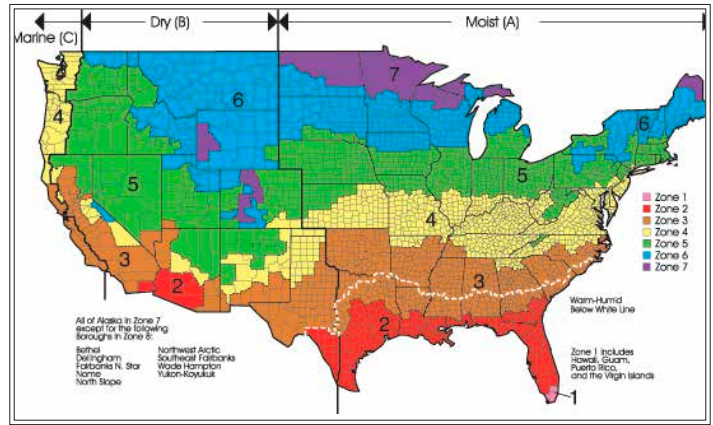 Marine (C)
Dry (B)
Moist (A)
7
6
4
6
5
5
4
3
3
2
2
1
Zone 1
Zone 2
Zone 3
Zone 4
Zone 5
Zone 6
Zone 7
Warm-Humid
Below White Line
All of Alaska in Zone 7
except for the following
Boroughs in Zone 8:
Bethel
Dellingham
Fairbanks N. Star
Nome
North Slope
Northwest Arctic
Southeast Fairbanks
Wade Hampton
Yukon-Koyukuk
Zone 1 includes
Hawaii, Guam,
Puerto Rico,
and the Virgin Islands